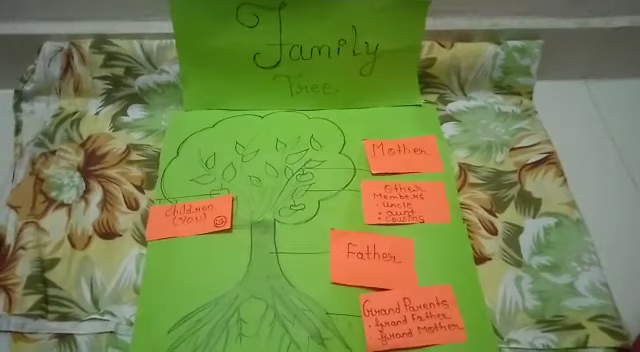 Family
Tree
Mother
Other
Members
• Uncle
• aunt
• cousins
Children
(You)
Father
Grand Parents
• Grand Father
• Grand Mother